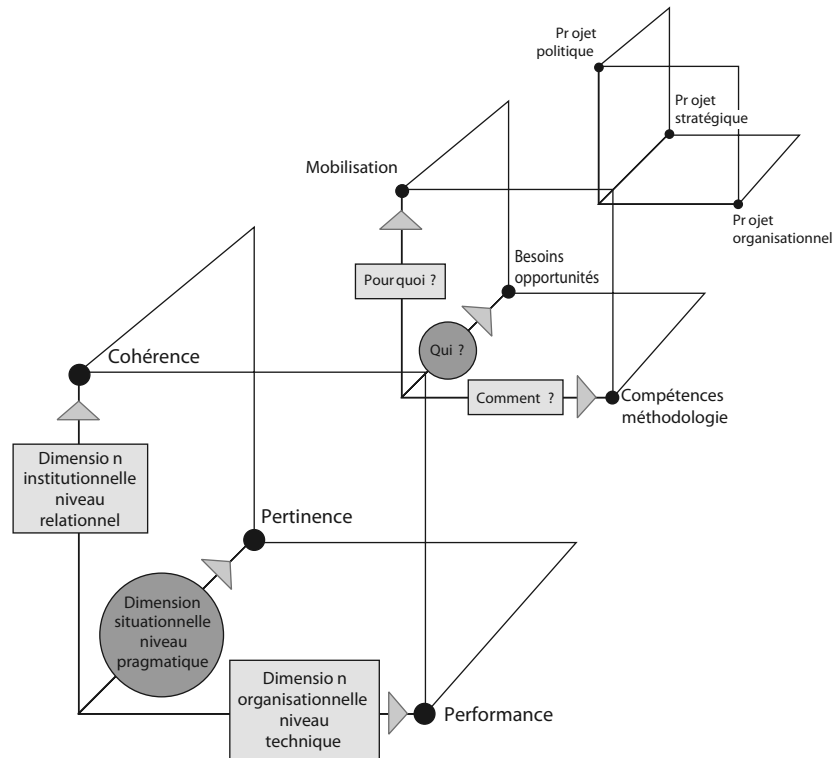 Pr ojet
politique
Pr ojet
stratégique
Pr ojet
organisationnel
Mobilisation
Pour quoi ?
Besoins
opportunités
Qui ?
Comment ?
Compétences
méthodologie
Cohérence
Dimensio n
institutionnelle
niveau
relationnel
Pertinence
Dimension
situationnelle
niveau
pragmatique
Dimensio n
organisationnelle
niveau
technique
Performance